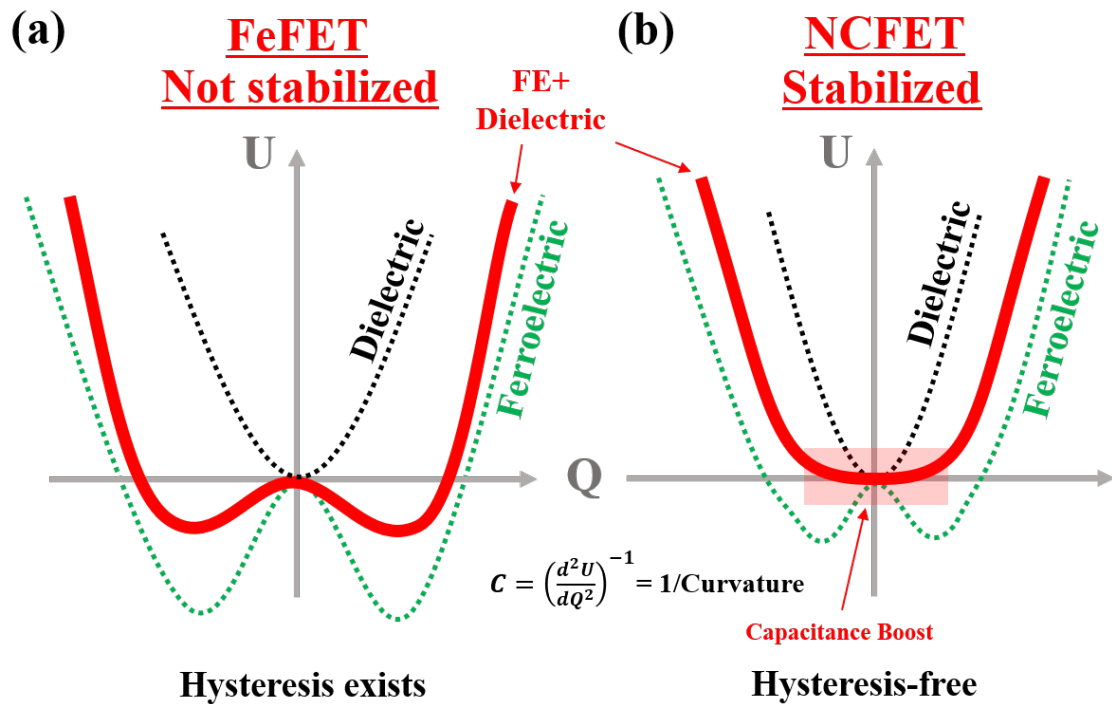 (a)
FeFET
Not stabilized
(b)
NCFET
Stabilized
FE+
Dielectric
U
U
Dielectric
Ferroelectric
Dielectric
Ferroelectric
Q
C = (d²U/dQ²)⁻¹ = 1/Curvature
Capacitance Boost
Hysteresis exists
Hysteresis-free